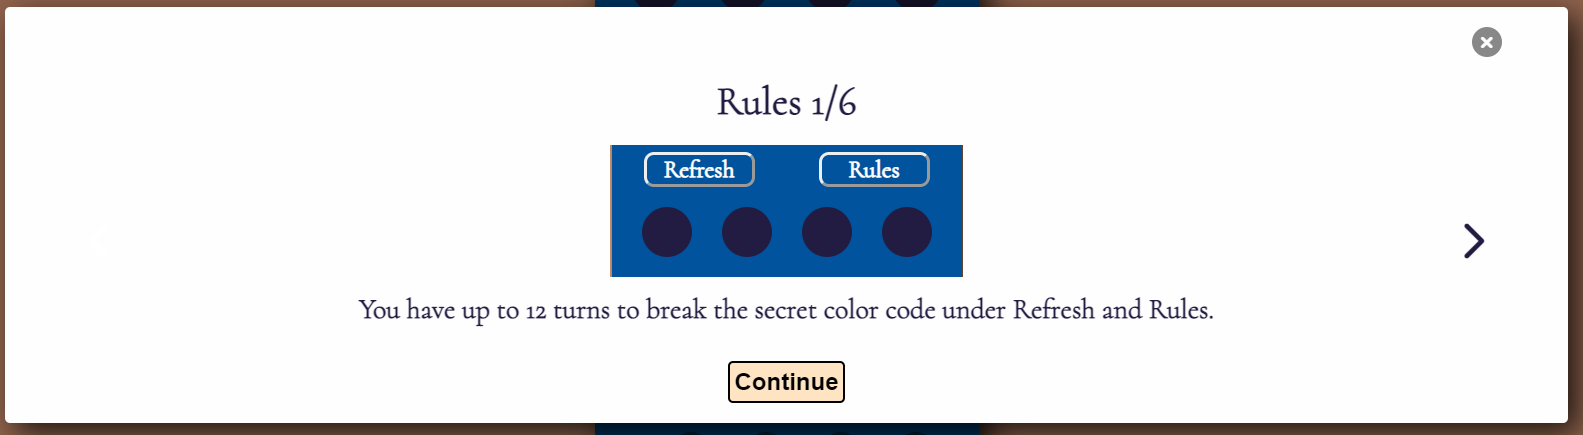 Rules 1/6
Refresh Rules
You have up to 12 turns to break the secret color code under Refresh and Rules.
Continue